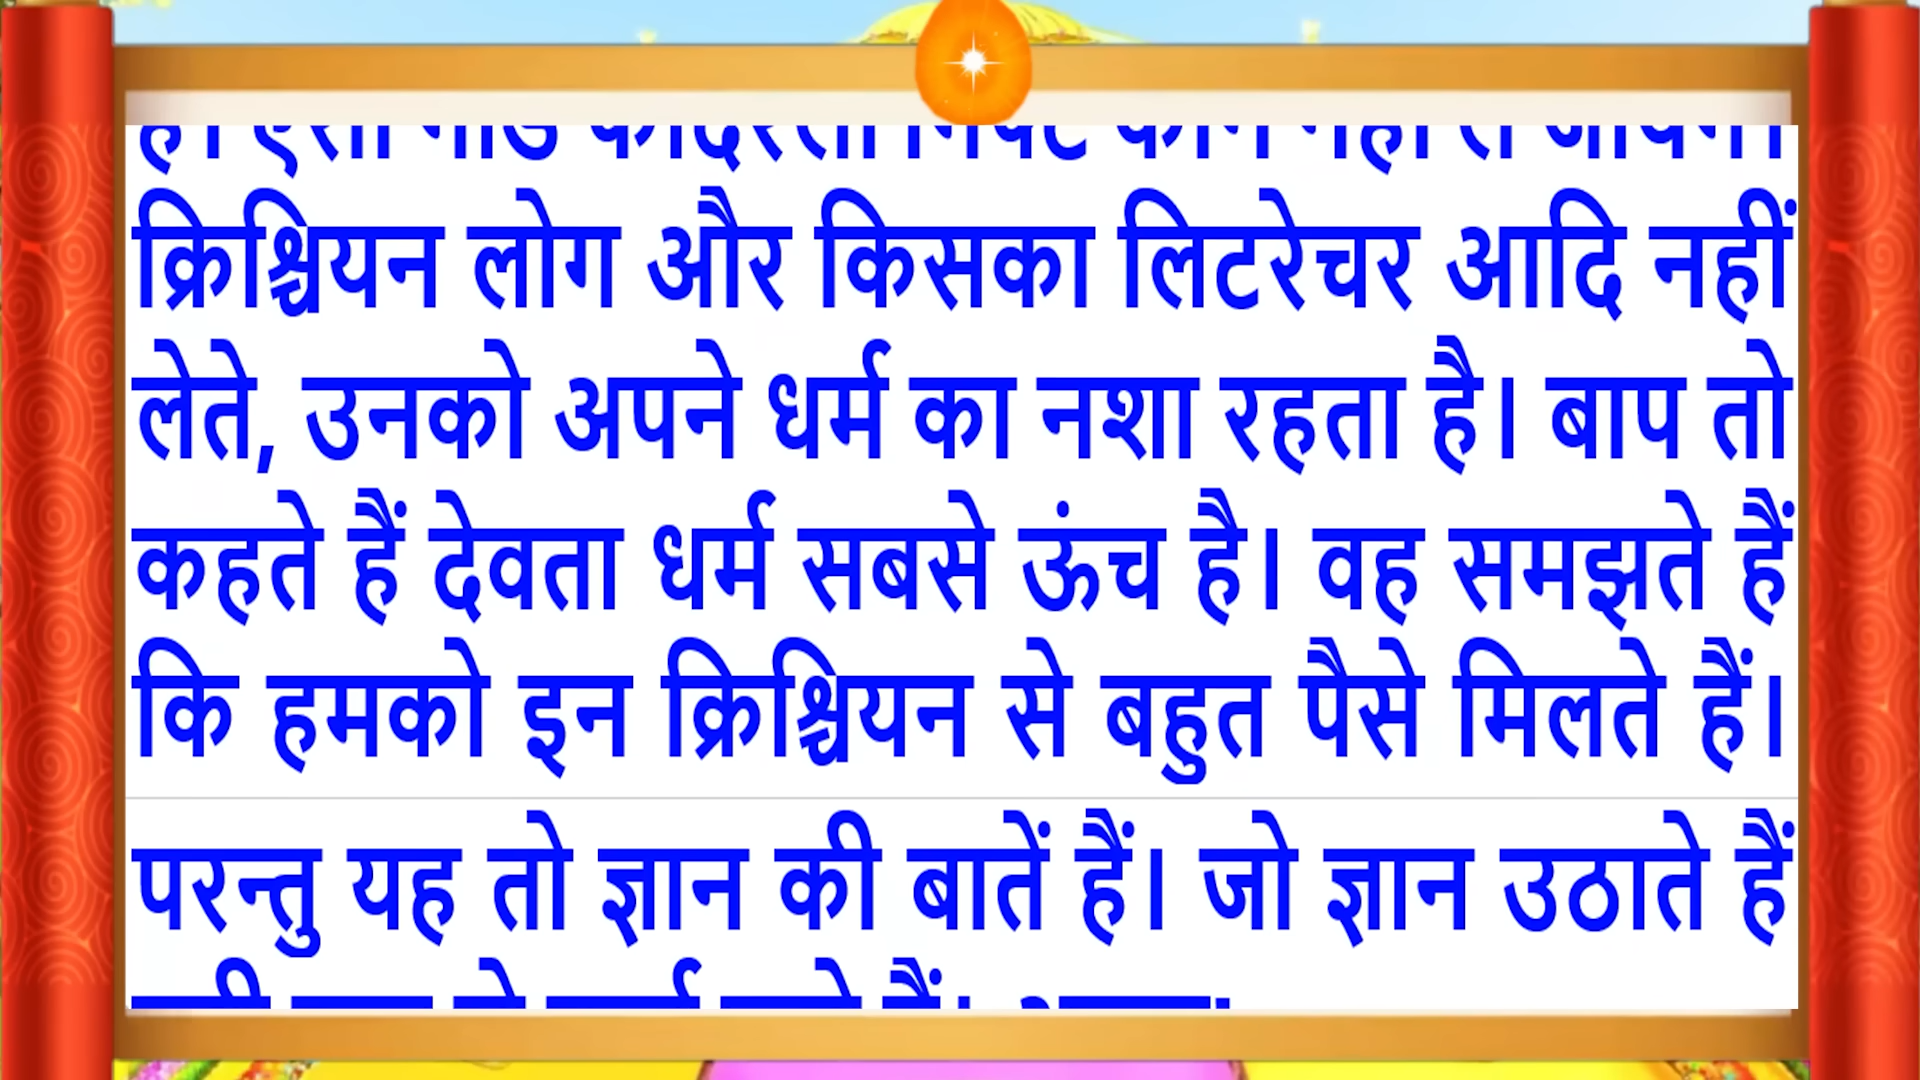 क्रिश्चियन लोग और किसका लिटरेचर आदि नहीं
लेते, उनको अपने धर्म का नशा रहता है। बाप तो
कहते हैं देवता धर्म सबसे ऊंच है। वह समझते हैं
कि हमको इन क्रिश्चियन से बहुत पैसे मिलते हैं।
परन्तु यह तो ज्ञान की बातें हैं। जो ज्ञान उठाते हैं